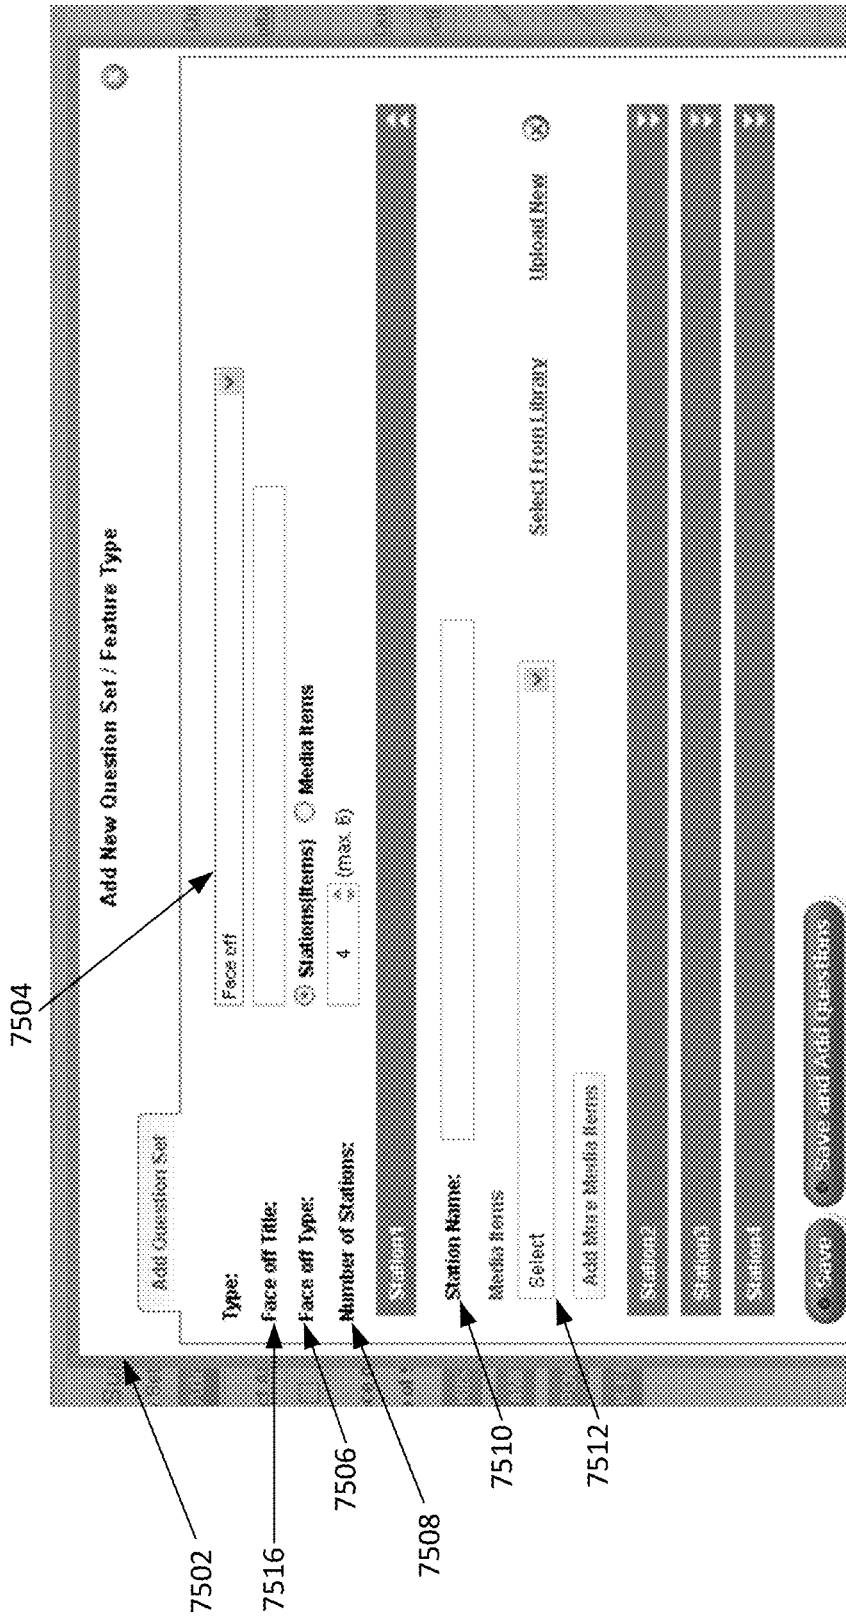 7504
Add New Question Set / Feature Type
Add Question Set
Type:
Face off
Face off Title:
Face off Type:
Stations(Items)
Media Items
Number of Stations:
4
(max. 6)
Station1
Station Name:
Media Items
Select
Select From Library
Upload New
Add More Media Items
Station2
Station3
Station4
Save
Save and Add questions
7502
7516
7506
7508
7510
7512